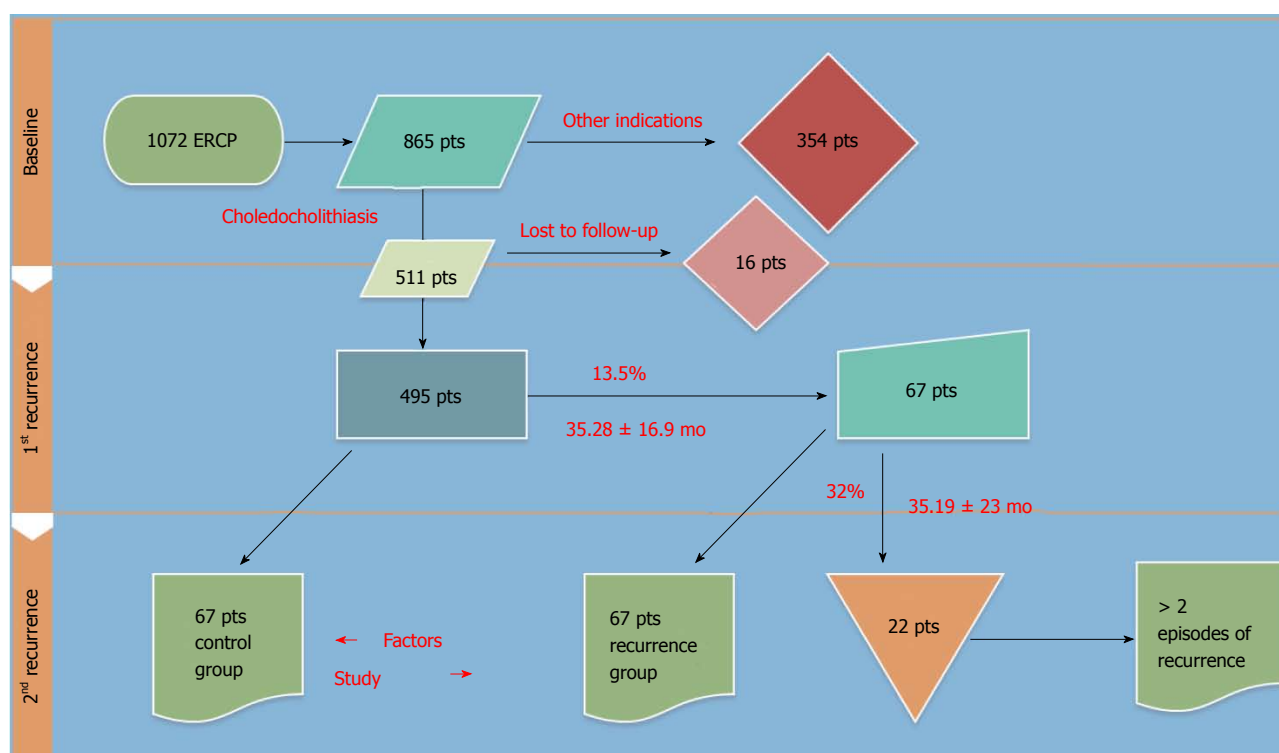 Baseline
1072 ERCP
865 pts
Other indications
354 pts
Choledocholithiasis
Lost to follow-up
511 pts
16 pts
1st recurrence
495 pts
13.5%
35.28 ± 16.9 mo
67 pts
32%
35.19 ± 23 mo
2nd recurrence
67 pts
control
group
← Factors
Study →
67 pts
recurrence
group
22 pts
> 2
episodes of
recurrence